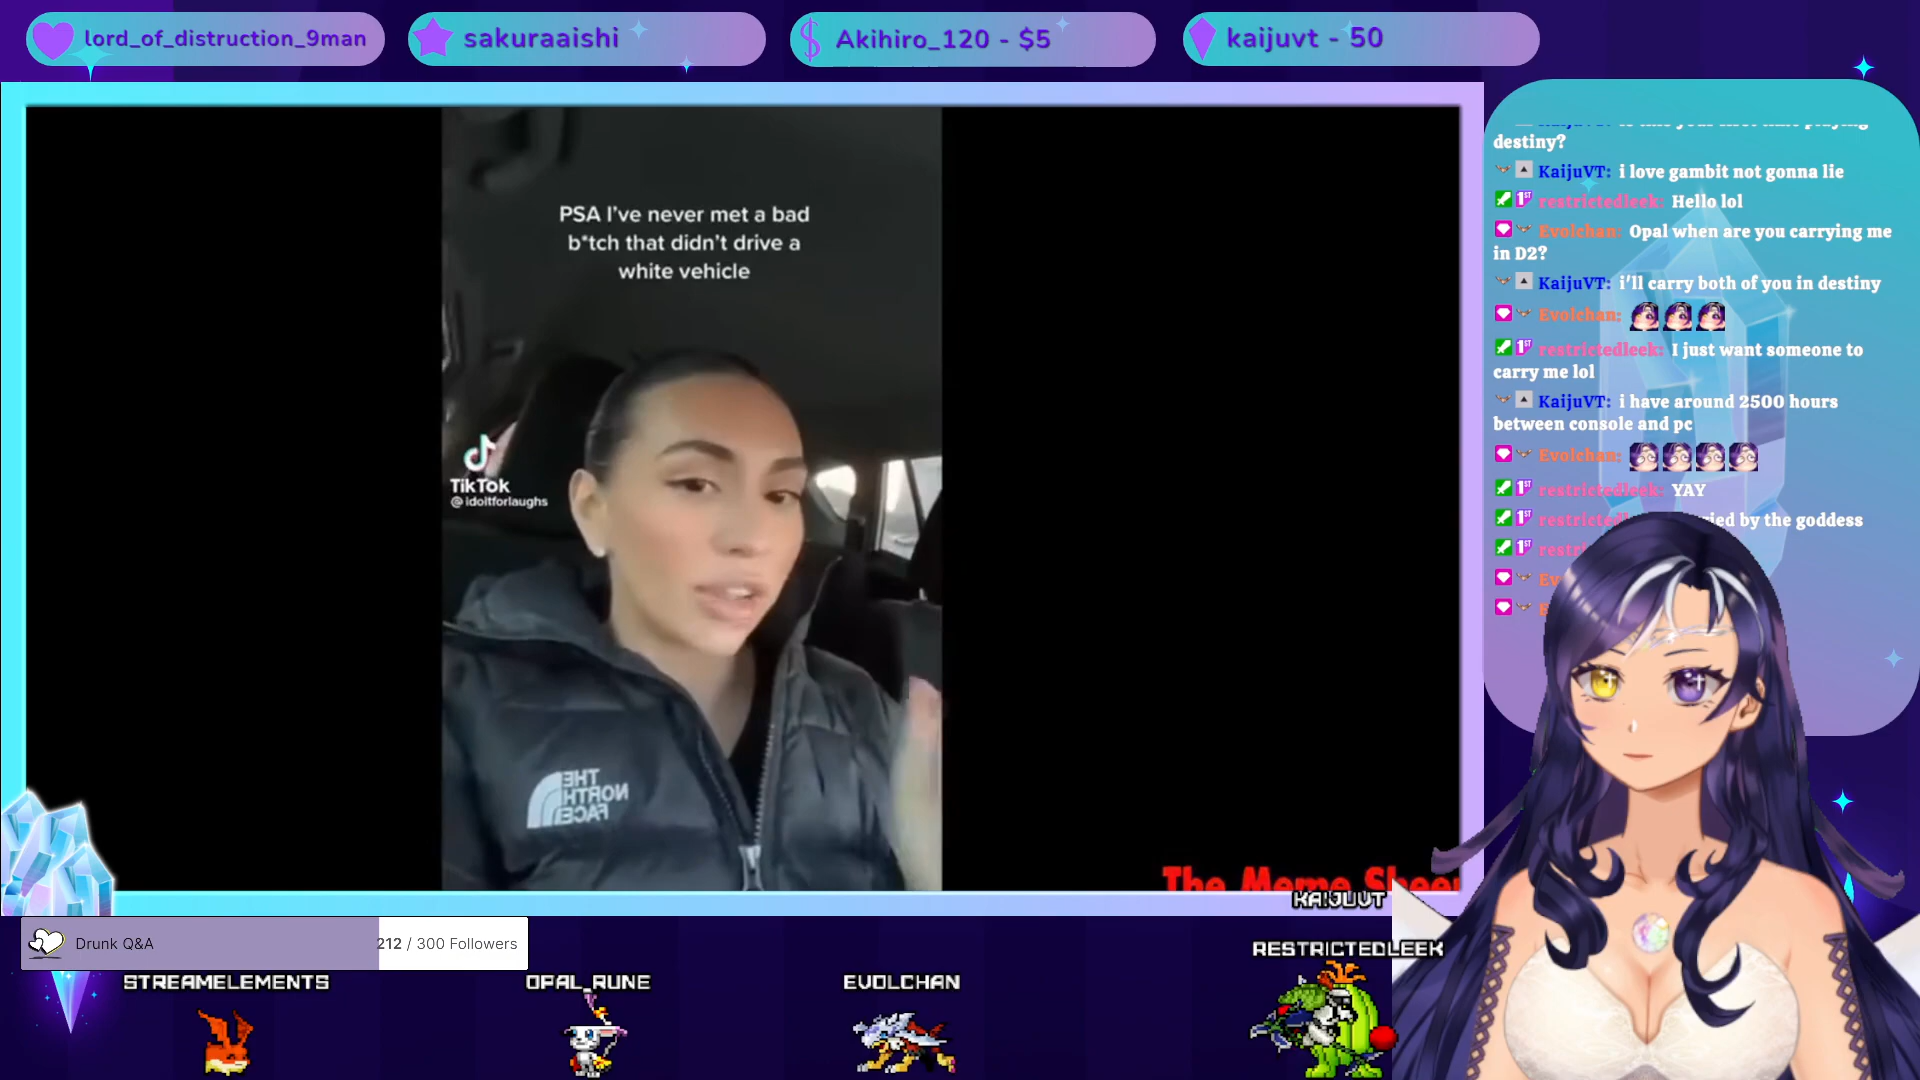 lord_of_distruction_9man
sakuraaishi
Akihiro_120 - $5
kaijuvt - 50
PSA I've never met a bad
b*tch that didn't drive a
white vehicle
TikTok
@idoitforlaughs
THE
NORTH
FACE
The Meme Sheep
destiny?
KaijuVT: i love gambit not gonna lie
restrictedleek: Hello lol
Evolchan: Opal when are you carrying me
in D2?
KaijuVT: i'll carry both of you in destiny
Evolchan:
restrictedleek: I just want someone to
carry me lol
KaijuVT: i have around 2500 hours
between console and pc
Evolchan:
restrictedleek: YAY
by the goddess
Drunk Q&A
212 / 300 Followers
STREAMELEMENTS
OPAL_RUNE
EVOLCHAN
KAIJUVT
RESTRICTEDLEEK